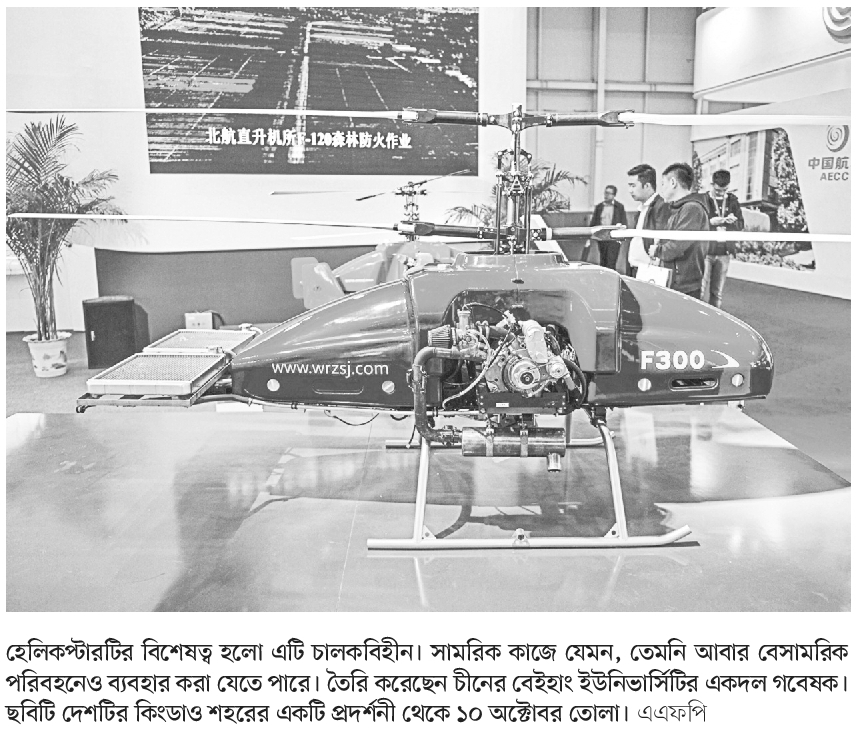 北航直升机所F-120森林防火作业
中国航
AECC
www.wrzsj.com
F300
হেলিকপ্টারটির বিশেষত্ব হলো এটি চালকবিহীন। সামরিক কাজে যেমন, তেমনি আবার বেসামরিক
পরিবহনেও ব্যবহার করা যেতে পারে। তৈরি করেছেন চীনের বেইহাং ইউনিভার্সিটির একদল গবেষক।
ছবিটি দেশটির কিংডাও শহরের একটি প্রদর্শনী থেকে ১০ অক্টোবর তোলা। এএফপি